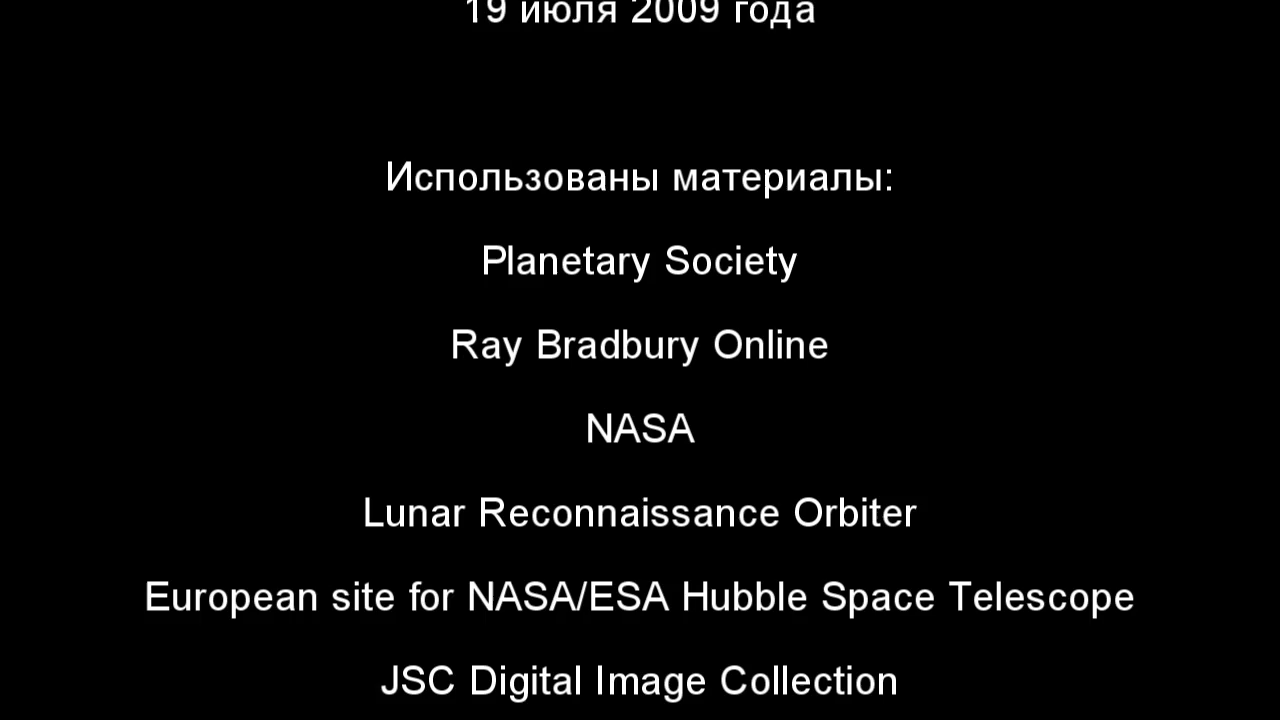 19 июля 2009 года
Использованы материалы:
Planetary Society
Ray Bradbury Online
NASA
Lunar Reconnaissance Orbiter
European site for NASA/ESA Hubble Space Telescope
JSC Digital Image Collection